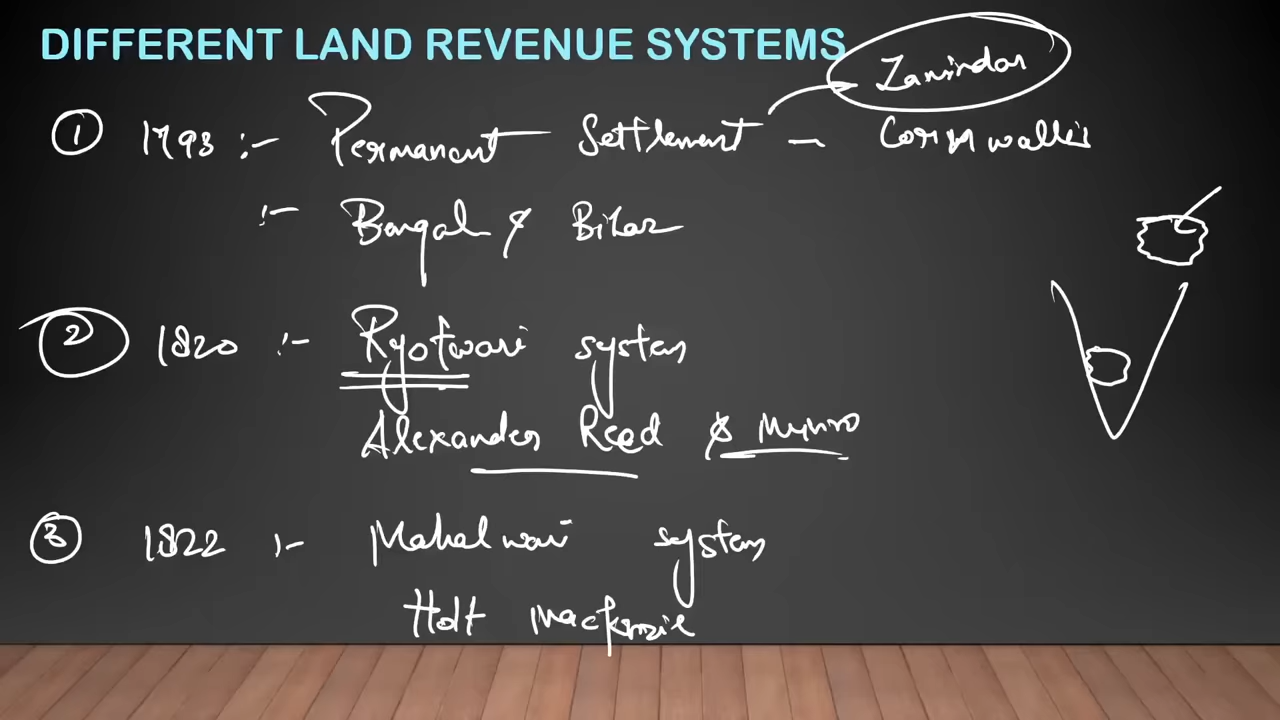 DIFFERENT LAND REVENUE SYSTEMS
Zamindar
① 1793 :- Permanent Settlement - Cornwallis
:- Bengal & Bihar
② 1820 :- Ryotwari system
Alexander Reed & Munro
③ 1822 :- Mahalwari system
Holt Mackenzie